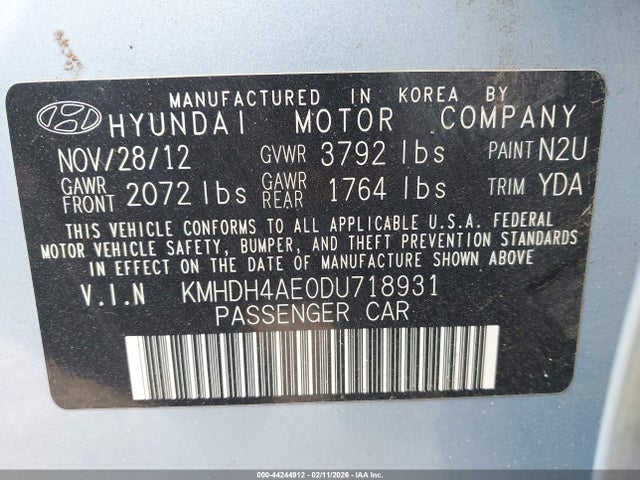 MANUFACTURED IN KOREA BY
HYUNDAI MOTOR COMPANY
NOV/28/12 GVWR 3792 lbs PAINT N2U
GAWR FRONT 2072 lbs GAWR REAR 1764 lbs TRIM YDA
THIS VEHICLE CONFORMS TO ALL APPLICABLE U.S.A. FEDERAL
MOTOR VEHICLE SAFETY, BUMPER, AND THEFT PREVENTION STANDARDS
IN EFFECT ON THE DATE OF MANUFACTURE SHOWN ABOVE
V.I.N KMHDH4AE0DU718931
PASSENGER CAR
000-44244912 - 02/11/2026 - IAA, Inc.